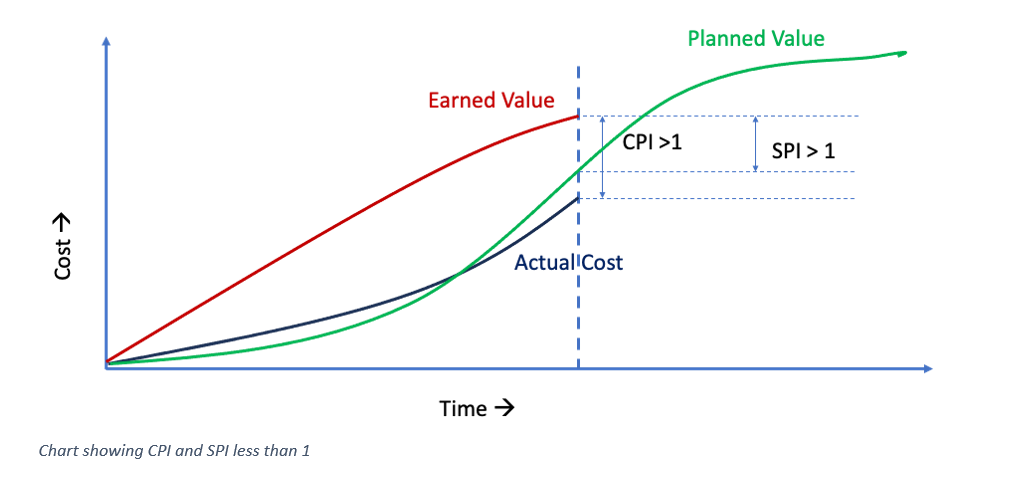 Planned Value
Earned Value
CPI >1
SPI > 1
Cost →
Actual Cost
Time →
Chart showing CPI and SPI less than 1